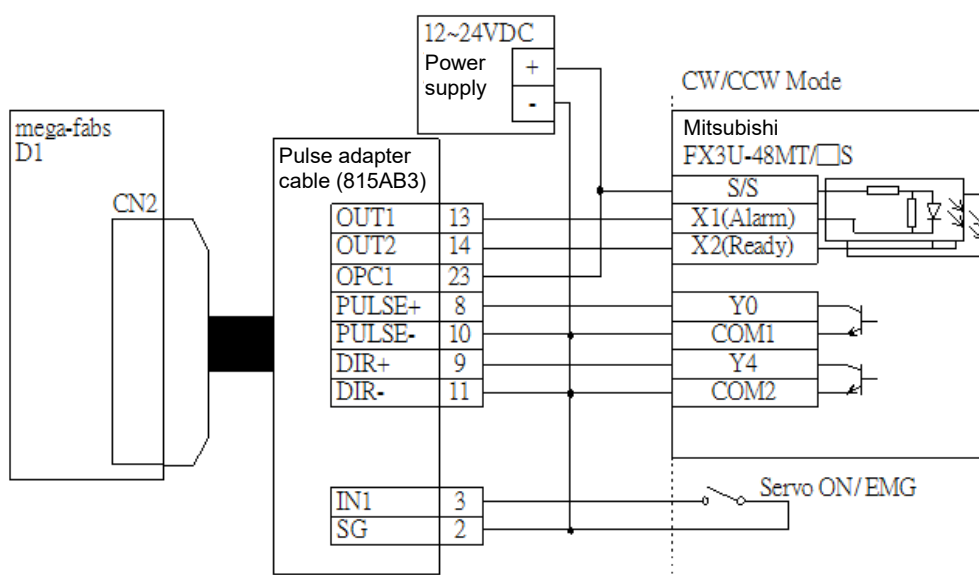 12~24VDC
Power
supply
+
-
CW/CCW Mode
mega-fabs
D1
CN2
Pulse adapter
cable (815AB3)
Mitsubishi
FX3U-48MT/□S
S/S
OUT1 13 X1(Alarm)
OUT2 14 X2(Ready)
OPC1 23
PULSE+ 8 Y0
PULSE- 10 COM1
DIR+ 9 Y4
DIR- 11 COM2
Servo ON/EMG
IN1 3
SG 2